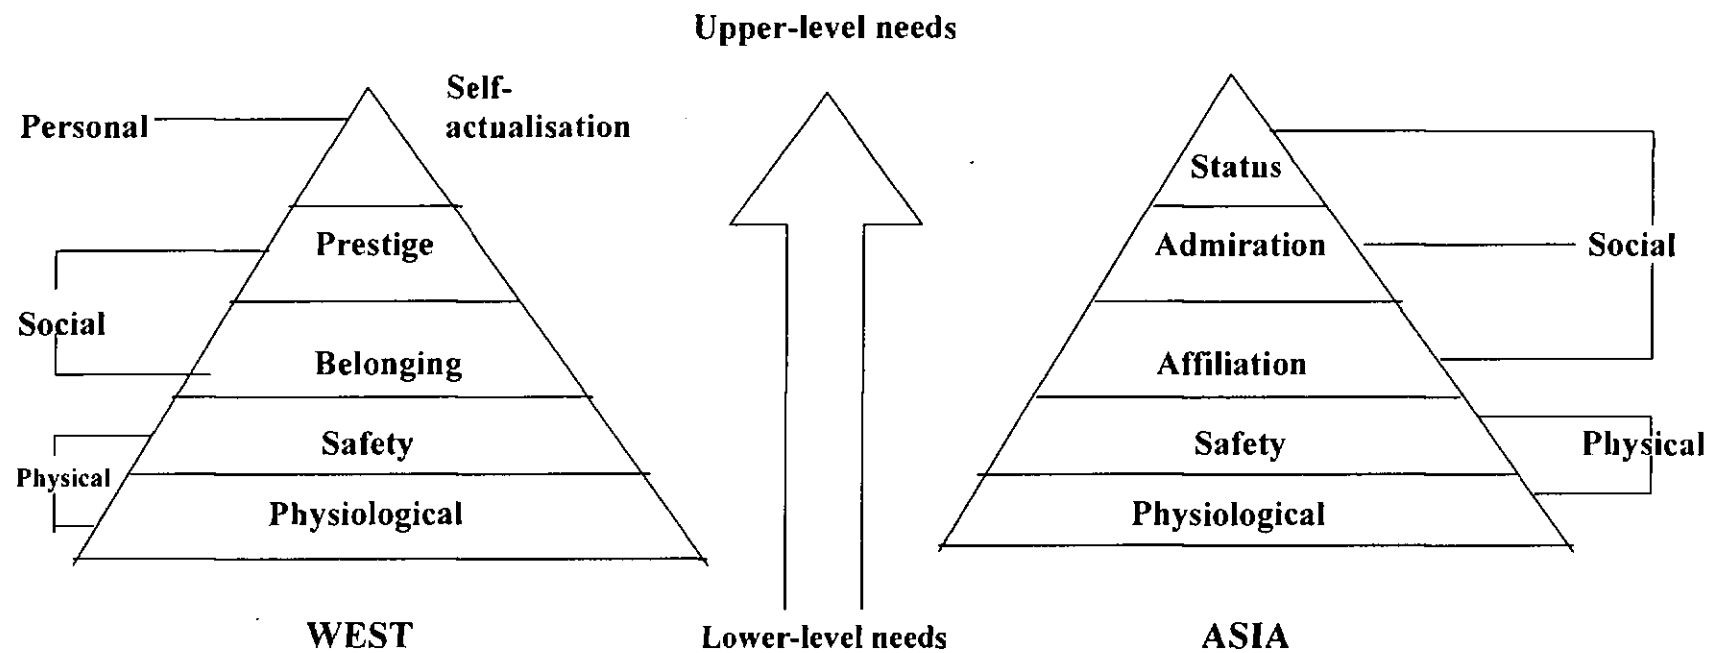 Upper-level needs
Self-
actualisation
Personal
Prestige
Social
Belonging
Safety
Physical
Physiological
WEST
Lower-level needs
Status
Admiration
Social
Affiliation
Safety
Physical
Physiological
ASIA